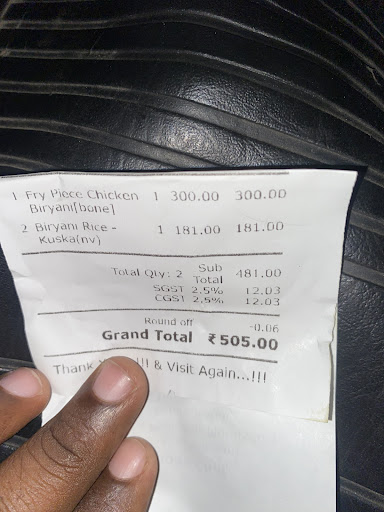 1 Fry Piece Chicken 1 300.00 300.00
Biryani[bone]
2 Biryani Rice - 1 181.00 181.00
Kuska(nv)
Total Qty: 2 Sub Total 481.00
SGST 2.5% 12.03
CGST 2.5% 12.03
Round off -0.06
Grand Total ₹505.00
Thank !!! & Visit Again...!!!